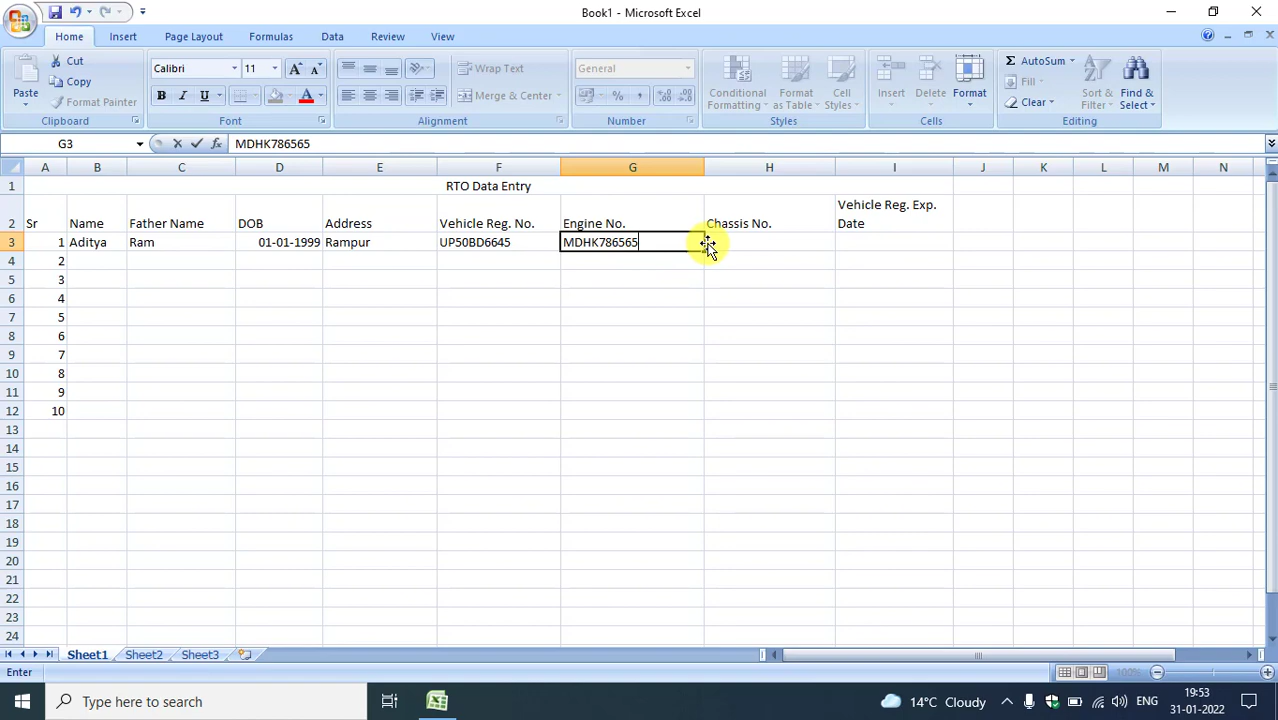 Book1 - Microsoft Excel
Home Insert Page Layout Formulas Data Review View
Cut
Copy
Format Painter
Paste
Clipboard
Calibri 11
B I U
Font
Wrap Text
Merge & Center
Alignment
General
Number
Conditional Formatting
Format as Table
Cell Styles
Styles
Insert
Delete
Format
Cells
AutoSum
Fill
Clear
Sort & Filter
Find & Select
Editing
G3 MDHK786565
A B C D E F G H I J K L M N
1 RTO Data Entry
Vehicle Reg. Exp.
2 Sr Name Father Name DOB Address Vehicle Reg. No. Engine No. Chassis No. Date
3 1 Aditya Ram 01-01-1999 Rampur UP50BD6645 MDHK786565
4 2
5 3
6 4
7 5
8 6
9 7
10 8
11 9
12 10
13
14
15
16
17
18
19
20
21
22
23
24
Sheet1 Sheet2 Sheet3
Enter 100%
Type here to search
14°C Cloudy
ENG
19:53
31-01-2022